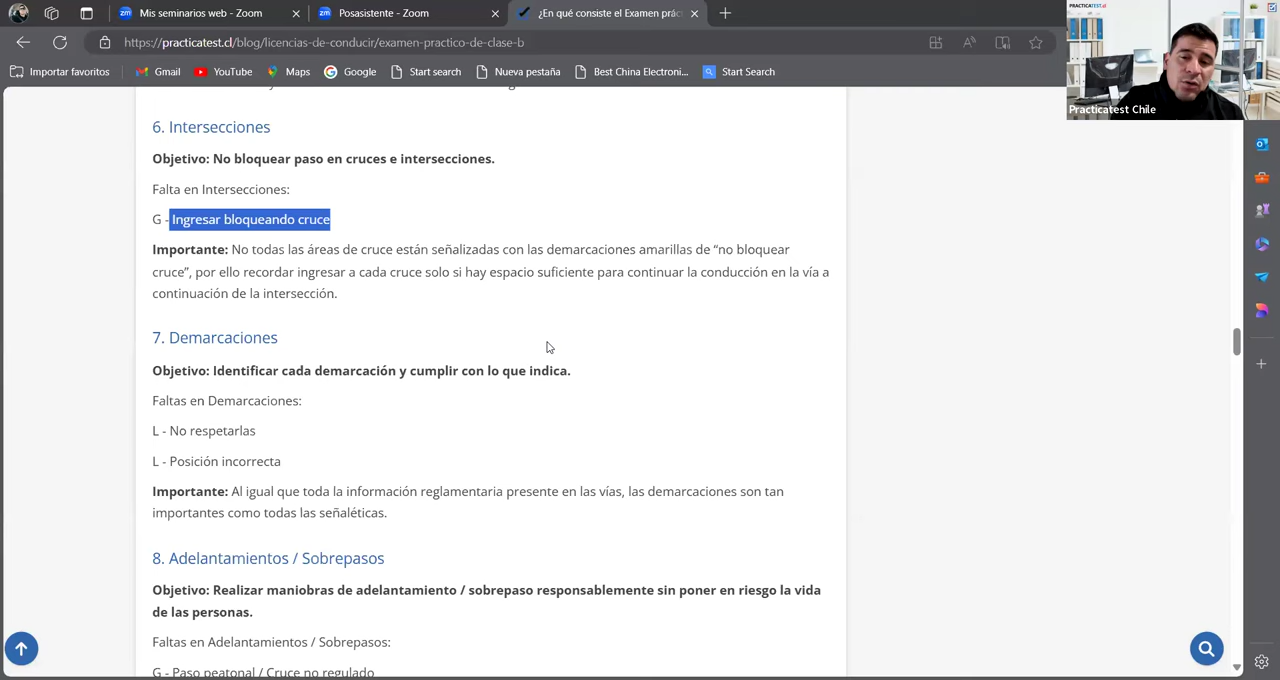 Mis seminarios web - Zoom
Posasistente - Zoom
¿En qué consiste el Examen prác
https://practicatest.cl/blog/licencias-de-conducir/examen-practico-de-clase-b
Importar favoritos
Gmail
YouTube
Maps
Google
Start search
Nueva pestaña
Best China Electroni...
Start Search
PRACTICATEST.cl
Practicatest Chile
6. Intersecciones
Objetivo: No bloquear paso en cruces e intersecciones.
Falta en Intersecciones:
G - Ingresar bloqueando cruce
Importante: No todas las áreas de cruce están señalizadas con las demarcaciones amarillas de “no bloquear
cruce”, por ello recordar ingresar a cada cruce solo si hay espacio suficiente para continuar la conducción en la vía a
continuación de la intersección.
7. Demarcaciones
Objetivo: Identificar cada demarcación y cumplir con lo que indica.
Faltas en Demarcaciones:
L - No respetarlas
L - Posición incorrecta
Importante: Al igual que toda la información reglamentaria presente en las vías, las demarcaciones son tan
importantes como todas las señaléticas.
8. Adelantamientos / Sobrepasos
Objetivo: Realizar maniobras de adelantamiento / sobrepaso responsablemente sin poner en riesgo la vida
de las personas.
Faltas en Adelantamientos / Sobrepasos:
G - Paso peatonal / Cruce no regulado